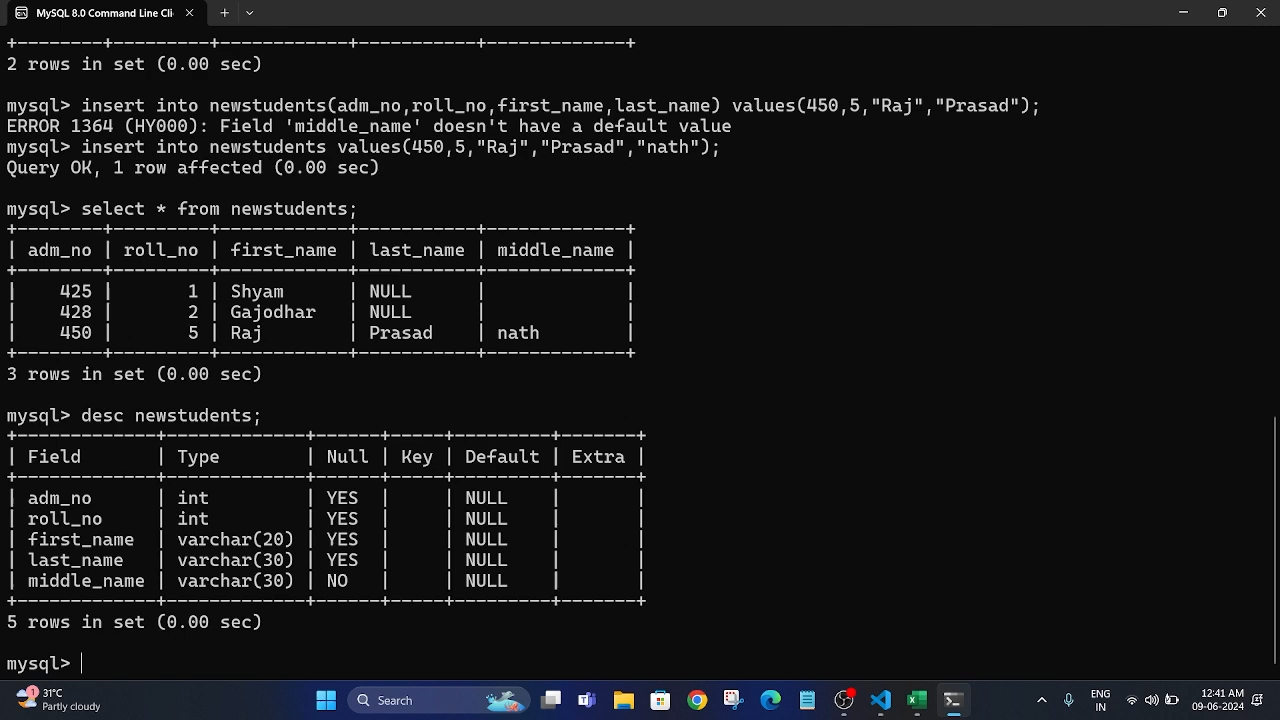 MySQL 8.0 Command Line Cli
+---------+---------+-------------+-----------+-------------+
2 rows in set (0.00 sec)
mysql> insert into newstudents(adm_no,roll_no,first_name,last_name) values(450,5,"Raj","Prasad");
ERROR 1364 (HY000): Field 'middle_name' doesn't have a default value
mysql> insert into newstudents values(450,5,"Raj","Prasad","nath");
Query OK, 1 row affected (0.00 sec)
mysql> select * from newstudents;
+--------+---------+------------+-----------+-------------+
| adm_no | roll_no | first_name | last_name | middle_name |
+--------+---------+------------+-----------+-------------+
|    425 |       1 | Shyam      | NULL      |             |
|    428 |       2 | Gajodhar   | NULL      |             |
|    450 |       5 | Raj        | Prasad    | nath        |
+--------+---------+------------+-----------+-------------+
3 rows in set (0.00 sec)
mysql> desc newstudents;
+-------------+-------------+------+-----+---------+-------+
| Field       | Type        | Null | Key | Default | Extra |
+-------------+-------------+------+-----+---------+-------+
| adm_no      | int         | YES  |     | NULL    |       |
| roll_no     | int         | YES  |     | NULL    |       |
| first_name  | varchar(20) | YES  |     | NULL    |       |
| last_name   | varchar(30) | YES  |     | NULL    |       |
| middle_name | varchar(30) | NO   |     | NULL    |       |
+-------------+-------------+------+-----+---------+-------+
5 rows in set (0.00 sec)
mysql>
1
31°C
Partly cloudy
Search
ENG
IN
12:41 AM
09-06-2024